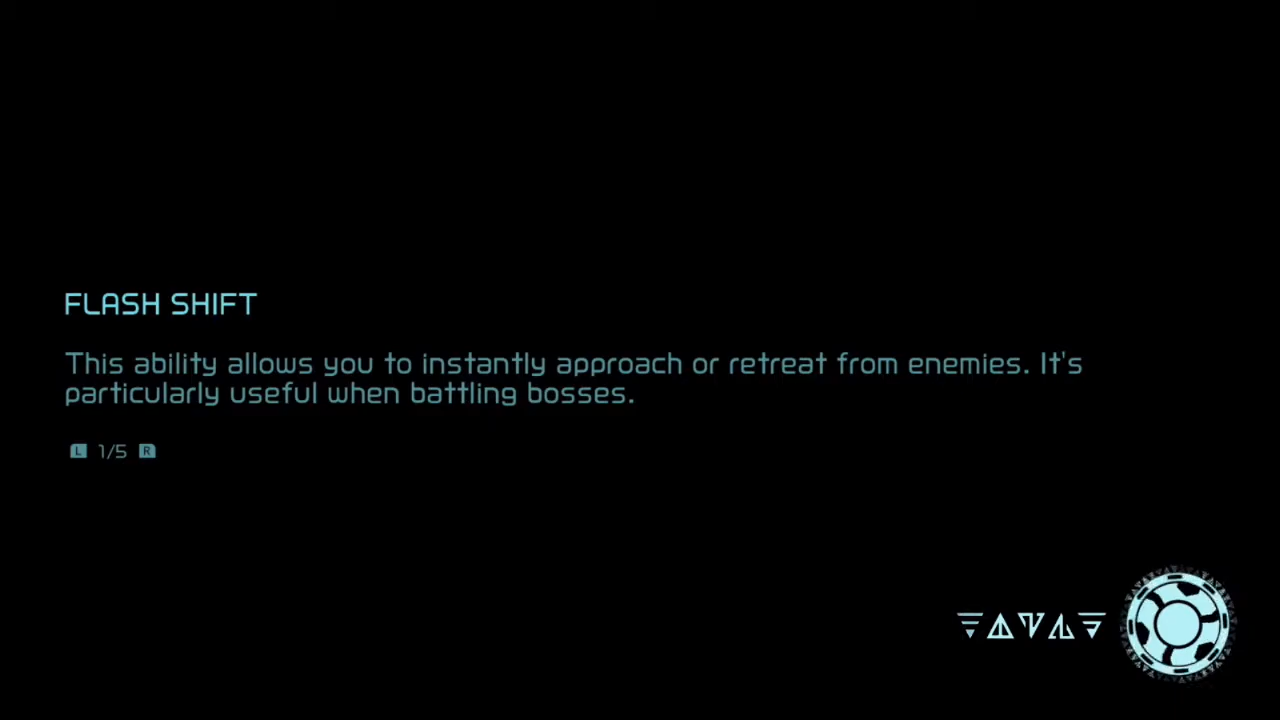 FLASH SHIFT
This ability allows you to instantly approach or retreat from enemies. It's
particularly useful when battling bosses.
L 1/5 R